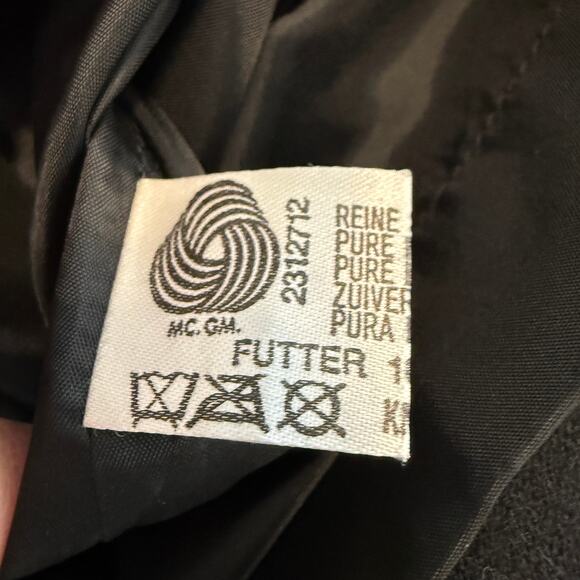 2312712
REINE
PURE
PURE
ZUIVER
PURA
MC. GM.
FUTTER